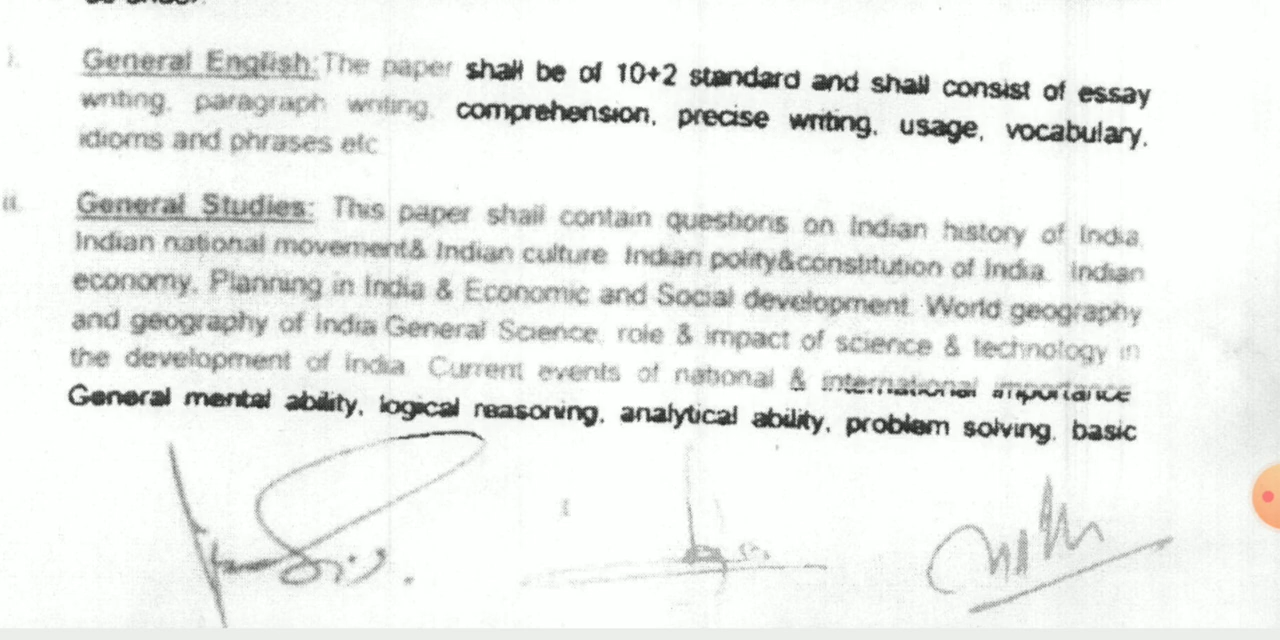 i. General English:The paper shall be of 10+2 standard and shall consist of essay
writing, paragraph writing, comprehension, precise writing, usage, vocabulary,
idioms and phrases etc
ii. General Studies: This paper shall contain questions on Indian history of India,
Indian national movement& Indian culture Indian polity&constitution of India. Indian
economy, Planning in India & Economic and Social development. World geography
and geography of India General Science, role & impact of science & technology in
the development of India. Current events of national & international importance
General mental ability, logical reasoning, analytical ability, problem solving, basic